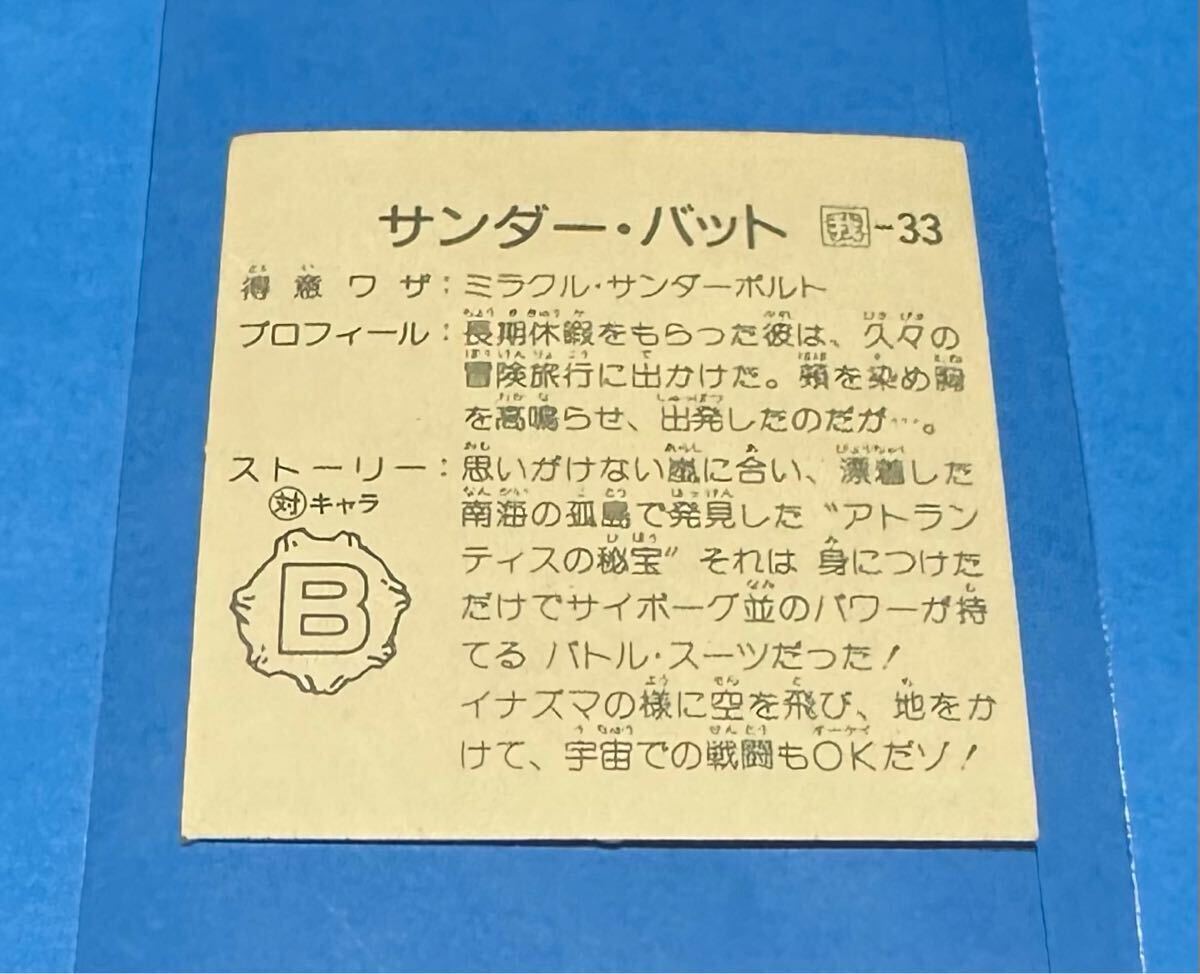 サンダー・バット 我-33
得意ワザ：ミラクル・サンダーボルト
プロフィール：長期休暇をもらった彼は、久々の
冒険旅行に出かけた。頬を染め胸
を高鳴らせ、出発したのだが…。
ストーリー：思いがけない嵐に合い、漂着した
対キャラ
南海の孤島で発見した“アトラン
ティスの秘宝” それは 身につけた
だけでサイボーグ並のパワーが持
てる バトル・スーツだった！
イナズマの様に空を飛び、地をか
けて、宇宙での戦闘もOKだゾ！
B